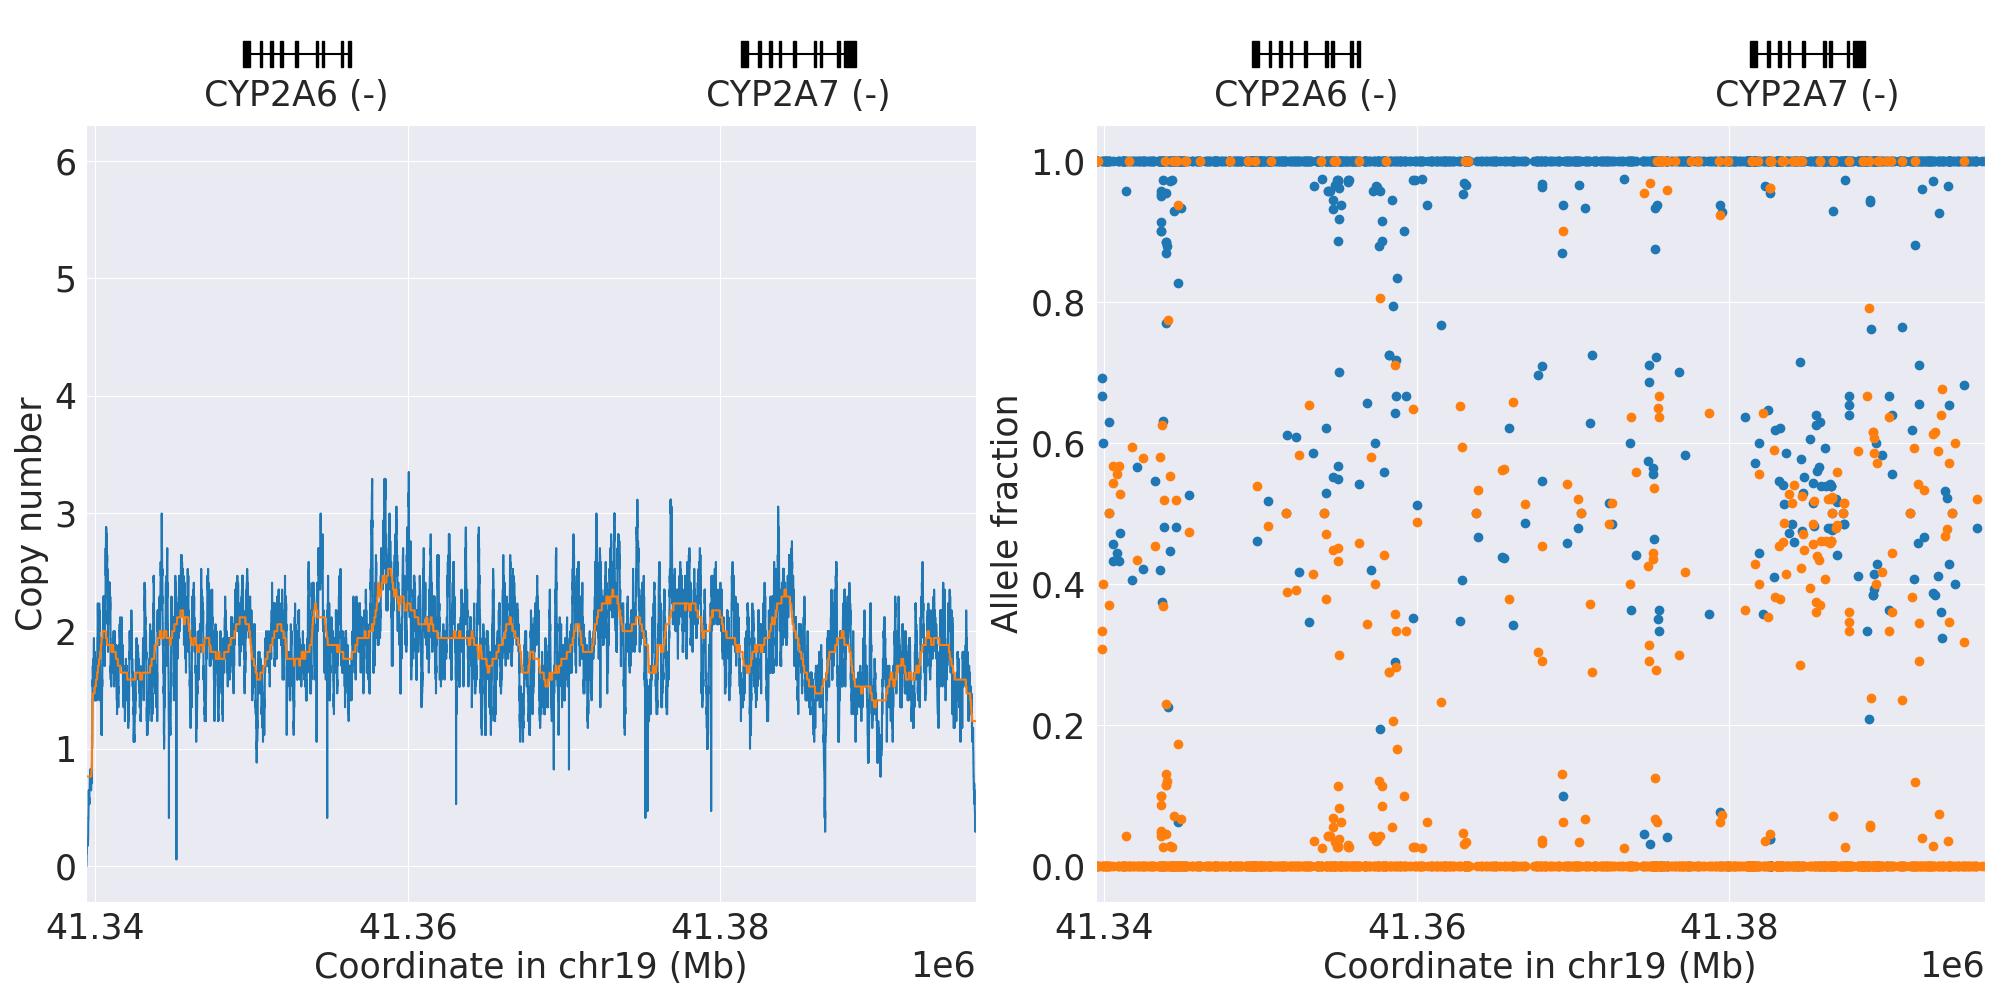 CYP2A6 (-) CYP2A7 (-) CYP2A6 (-) CYP2A7 (-)
Copy number
6
5
4
3
2
1
0
41.34 41.36 41.38
Coordinate in chr19 (Mb) 1e6
Allele fraction
1.0
0.8
0.6
0.4
0.2
0.0
41.34 41.36 41.38
Coordinate in chr19 (Mb) 1e6